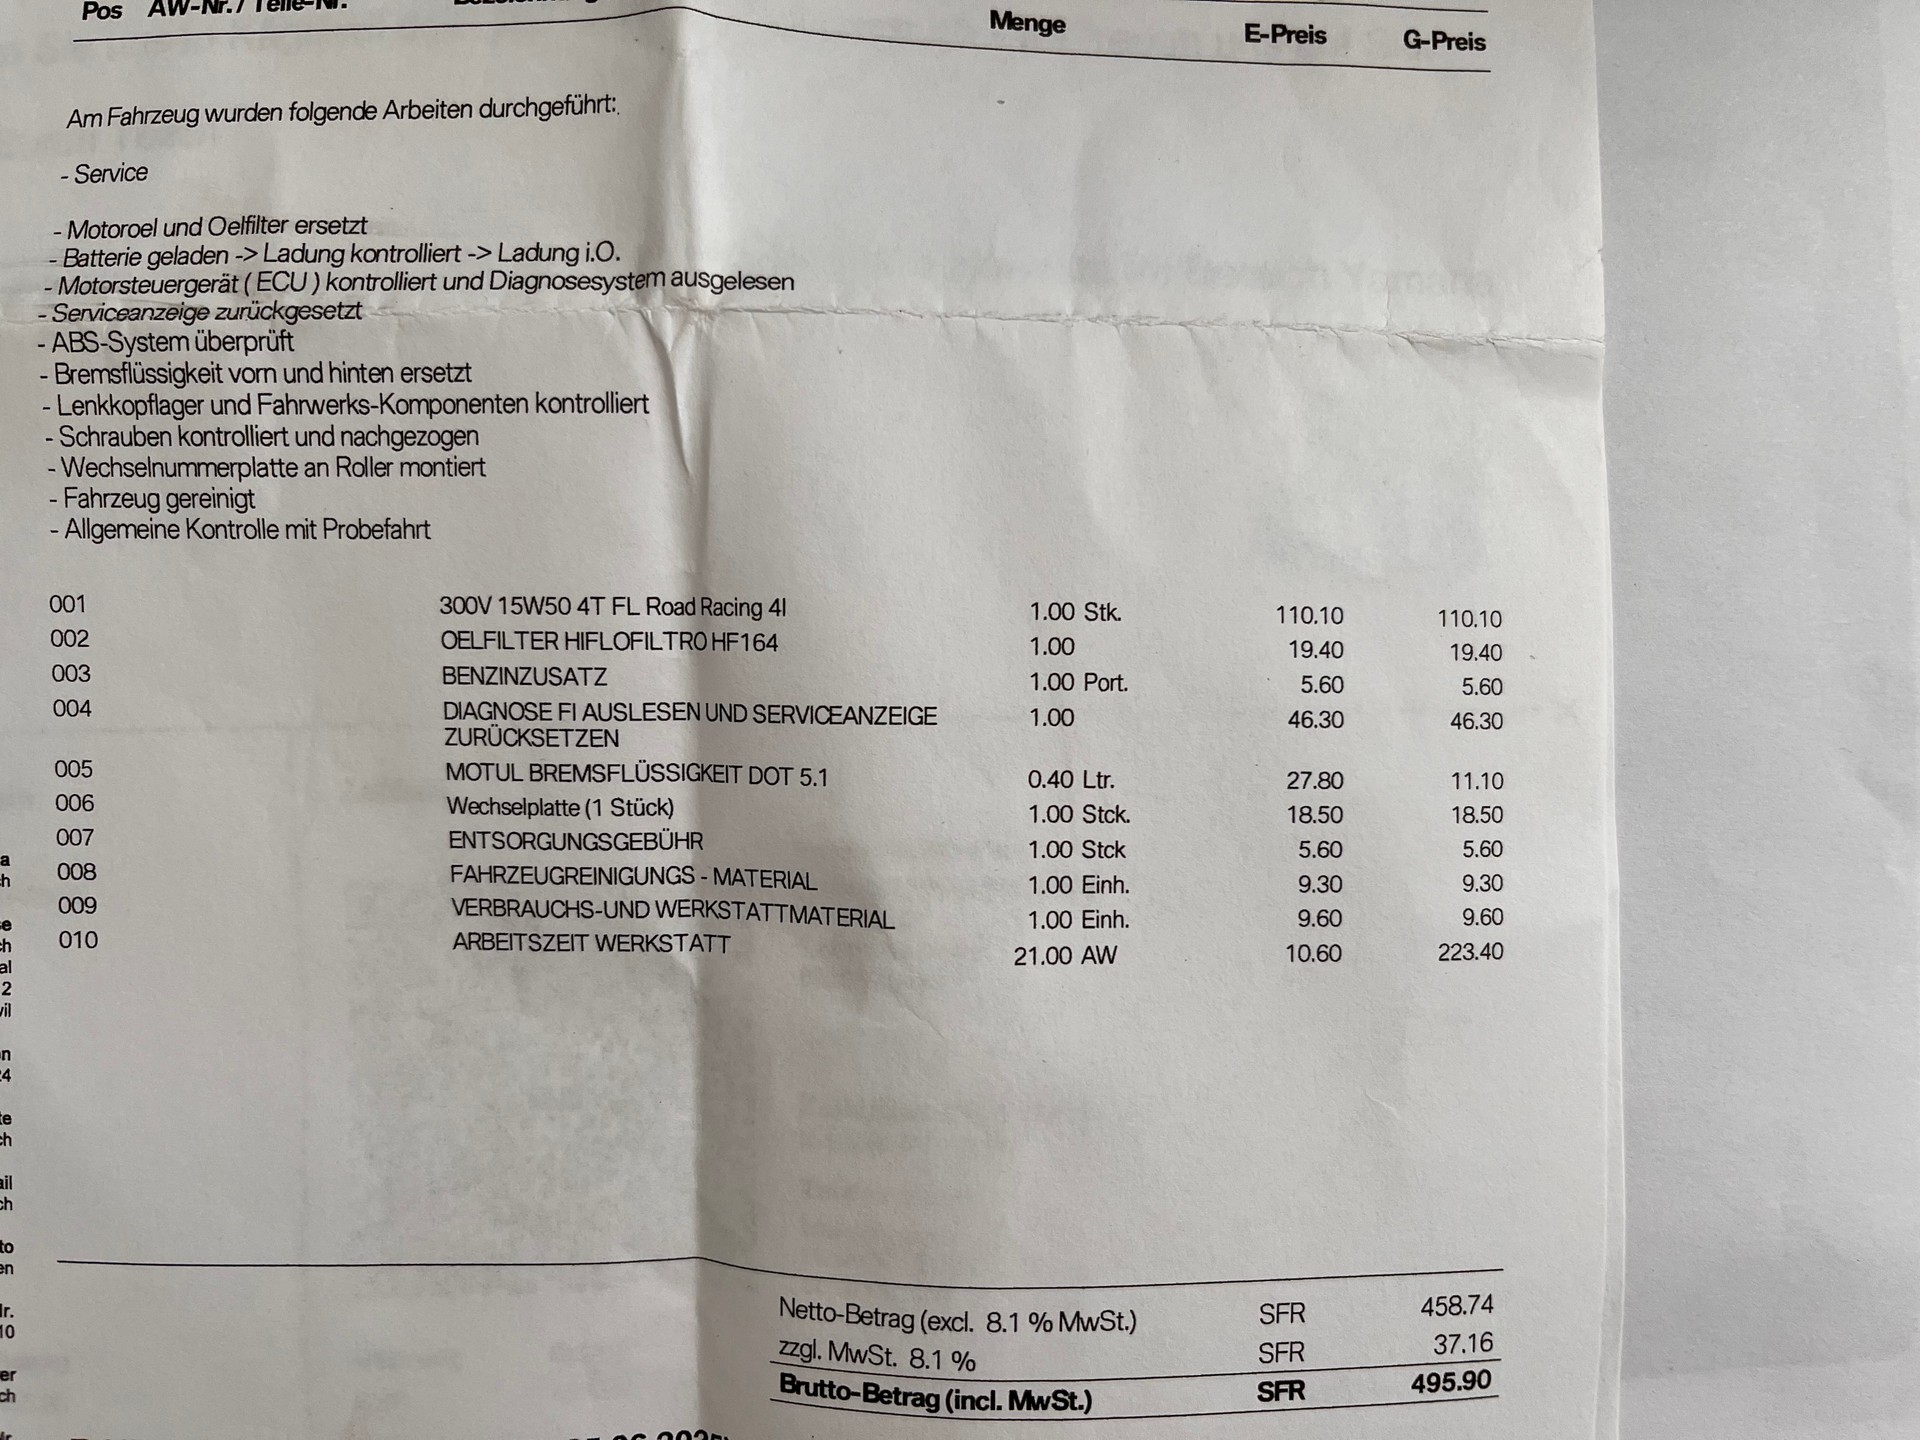 Pos AW-Nr./ Teile-Nr. Menge E-Preis G-Preis
Am Fahrzeug wurden folgende Arbeiten durchgeführt:
- Service
- Motoroel und Oelfilter ersetzt
- Batterie geladen -> Ladung kontrolliert -> Ladung i.O.
- Motorsteuergerät ( ECU ) kontrolliert und Diagnosesystem ausgelesen
- Serviceanzeige zurückgesetzt
- ABS-System überprüft
- Bremsflüssigkeit vorn und hinten ersetzt
- Lenkkopflager und Fahrwerks-Komponenten kontrolliert
- Schrauben kontrolliert und nachgezogen
- Wechselnummerplatte an Roller montiert
- Fahrzeug gereinigt
- Allgemeine Kontrolle mit Probefahrt
001 300V 15W50 4T FL Road Racing 4l 1.00 Stk. 110.10 110.10
002 OELFILTER HIFLOFILTRO HF164 1.00 19.40 19.40
003 BENZINZUSATZ 1.00 Port. 5.60 5.60
004 DIAGNOSE FI AUSLESEN UND SERVICEANZEIGE 1.00 46.30 46.30
ZURÜCKSETZEN
005 MOTUL BREMSFLÜSSIGKEIT DOT 5.1 0.40 Ltr. 27.80 11.10
006 Wechselplatte (1 Stück) 1.00 Stck. 18.50 18.50
007 ENTSORGUNGSGEBÜHR 1.00 Stck 5.60 5.60
008 FAHRZEUGREINIGUNGS - MATERIAL 1.00 Einh. 9.30 9.30
009 VERBRAUCHS-UND WERKSTATTMATERIAL 1.00 Einh. 9.60 9.60
010 ARBEITSZEIT WERKSTATT 21.00 AW 10.60 223.40
Netto-Betrag (excl. 8.1 % MwSt.) SFR 458.74
zzgl. MwSt. 8.1 % SFR 37.16
Brutto-Betrag (incl. MwSt.) SFR 495.90